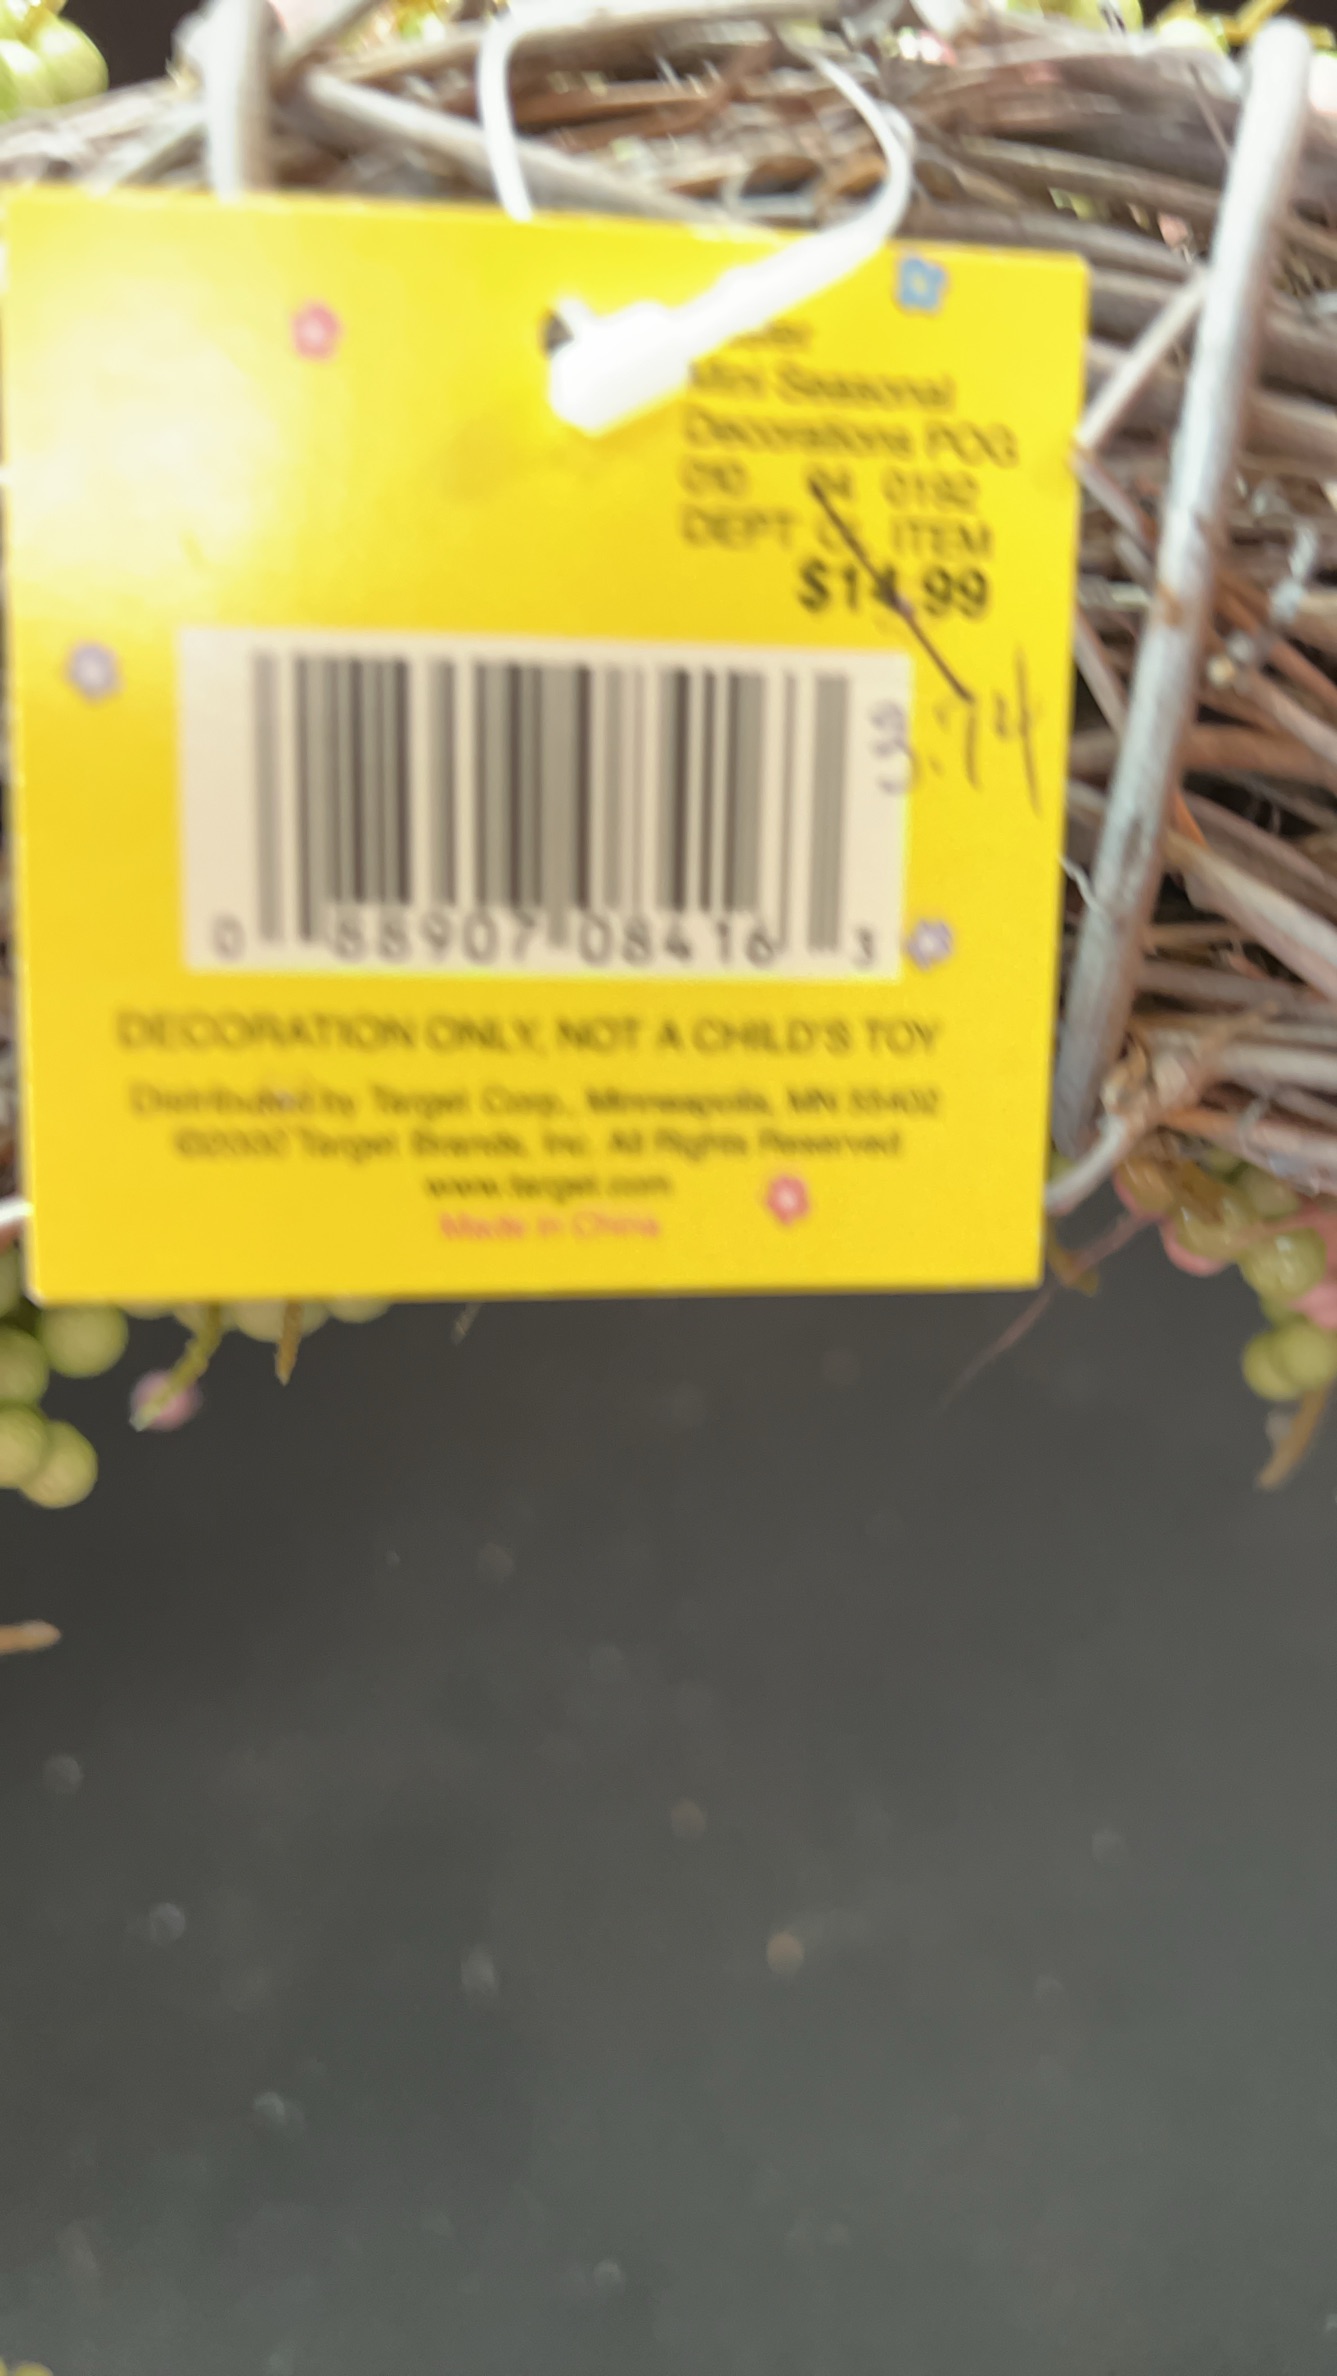 Mini Seasonal
Decorations POG
010 94 0192
DEPT CL ITEM
$14.99
3.74
0 88907 08416 3
DECORATION ONLY, NOT A CHILD'S TOY
Distributed by Target Corp., Minneapolis, MN 55402
Target Brands, Inc. All Rights Reserved
www.target.com
Made in China